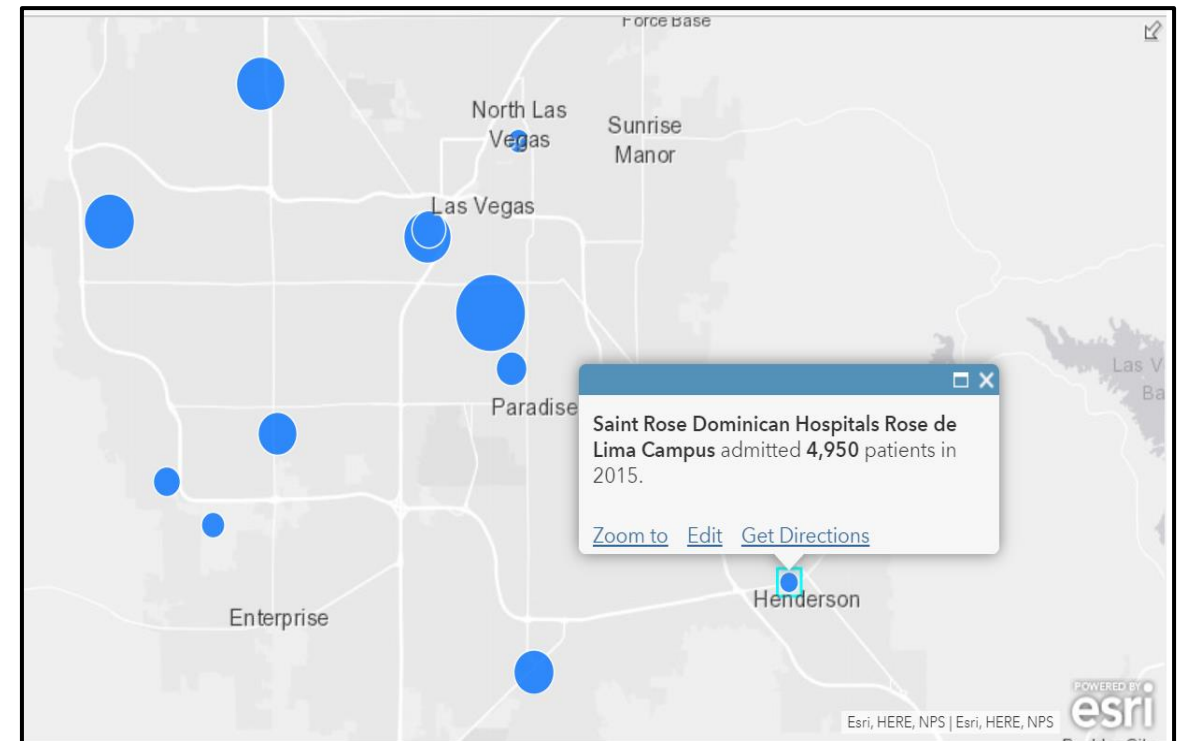 Force Base
North Las
Vegas
Sunrise
Manor
Las Vegas
Paradise
Las V
Ba
Saint Rose Dominican Hospitals Rose de
Lima Campus admitted 4,950 patients in
2015.
Zoom to Edit Get Directions
Henderson
Enterprise
POWERED BY
esri
Esri, HERE, NPS | Esri, HERE, NPS